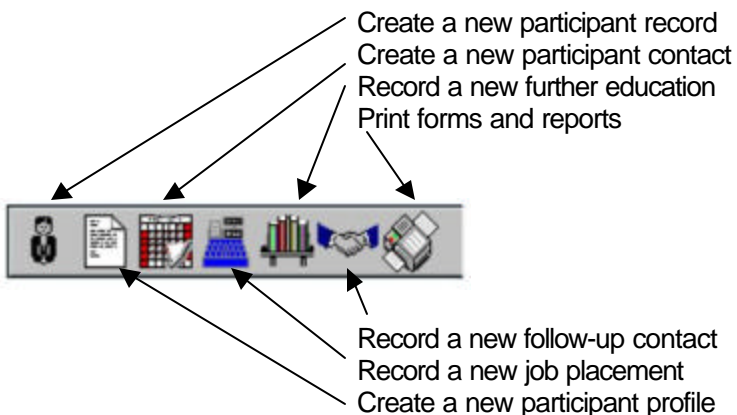 Create a new participant record
Create a new participant contact
Record a new further education
Print forms and reports
Record a new follow-up contact
Record a new job placement
Create a new participant profile